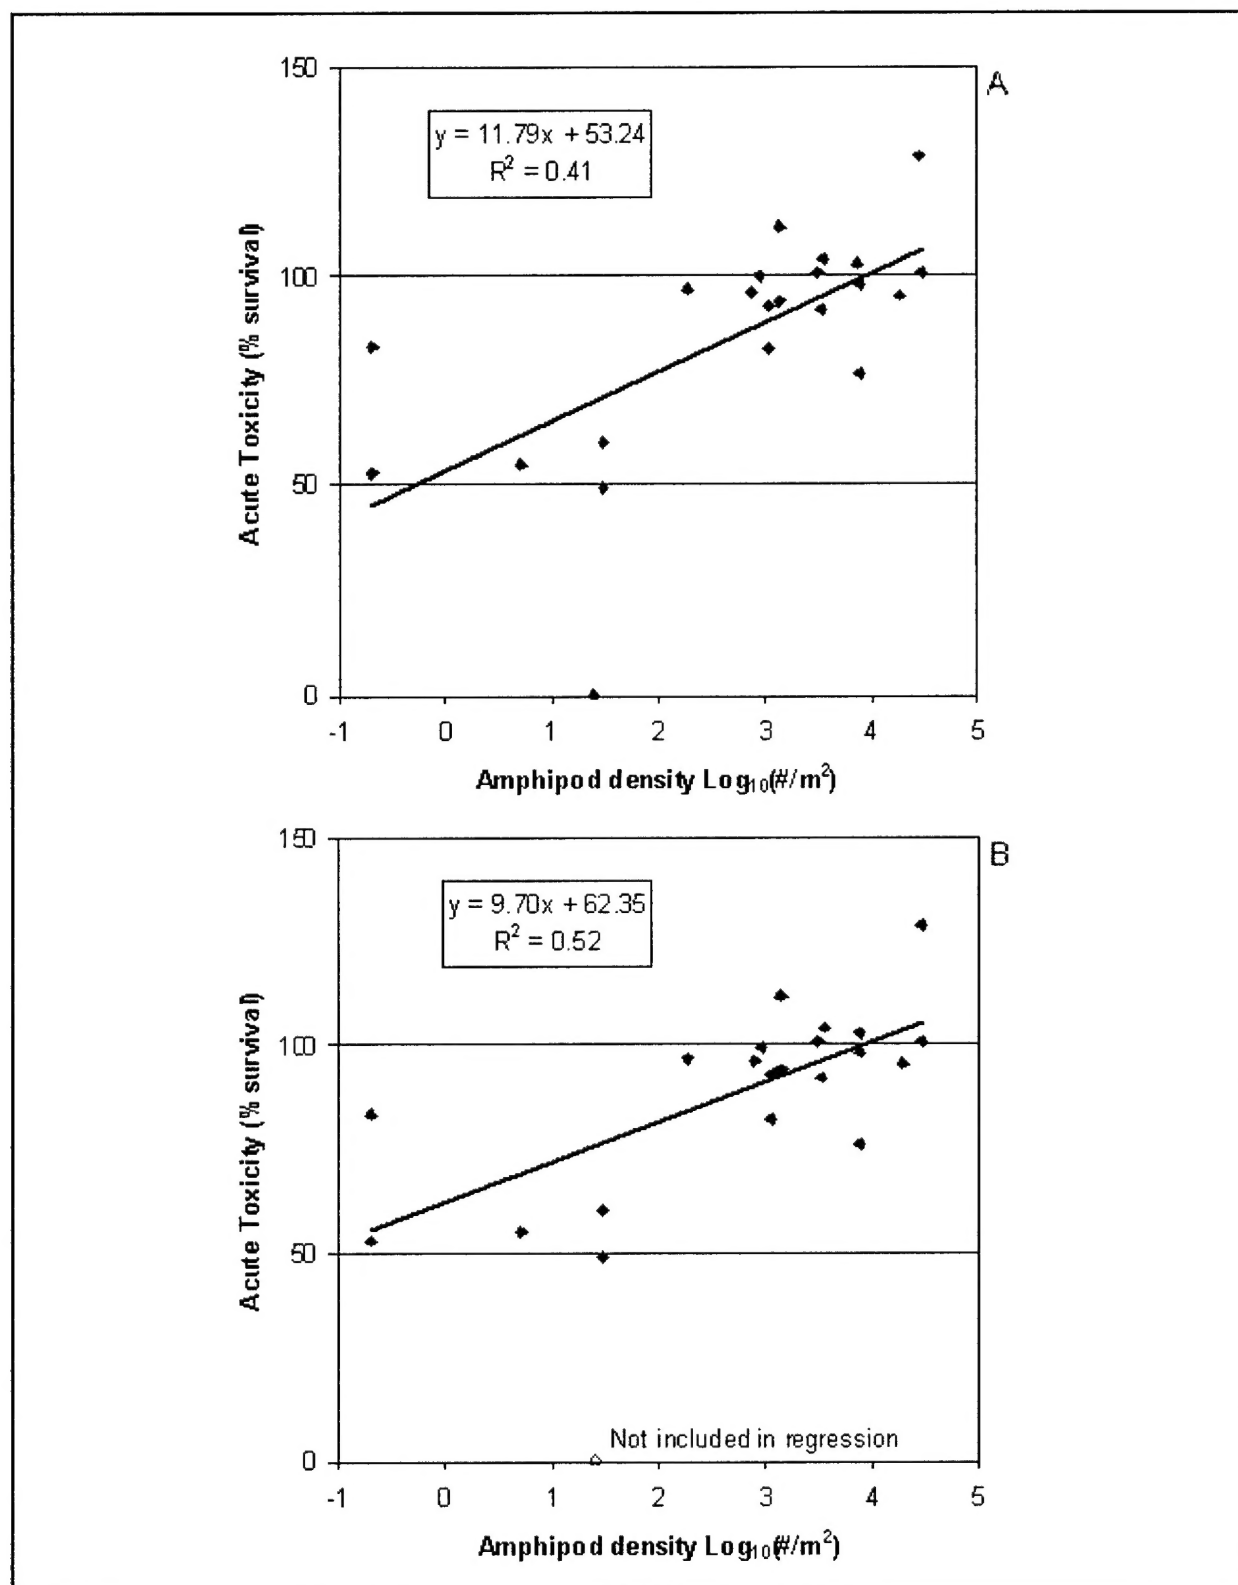 A
150
y = 11.79x + 53.24
R² = 0.41
100
50
0
Acute Toxicity (% survival)
-1 0 1 2 3 4 5
Amphipod density Log₁₀(#/m²)
B
150
y = 9.70x + 62.35
R² = 0.52
100
50
Not included in regression
0
Acute Toxicity (% survival)
-1 0 1 2 3 4 5
Amphipod density Log₁₀(#/m²)